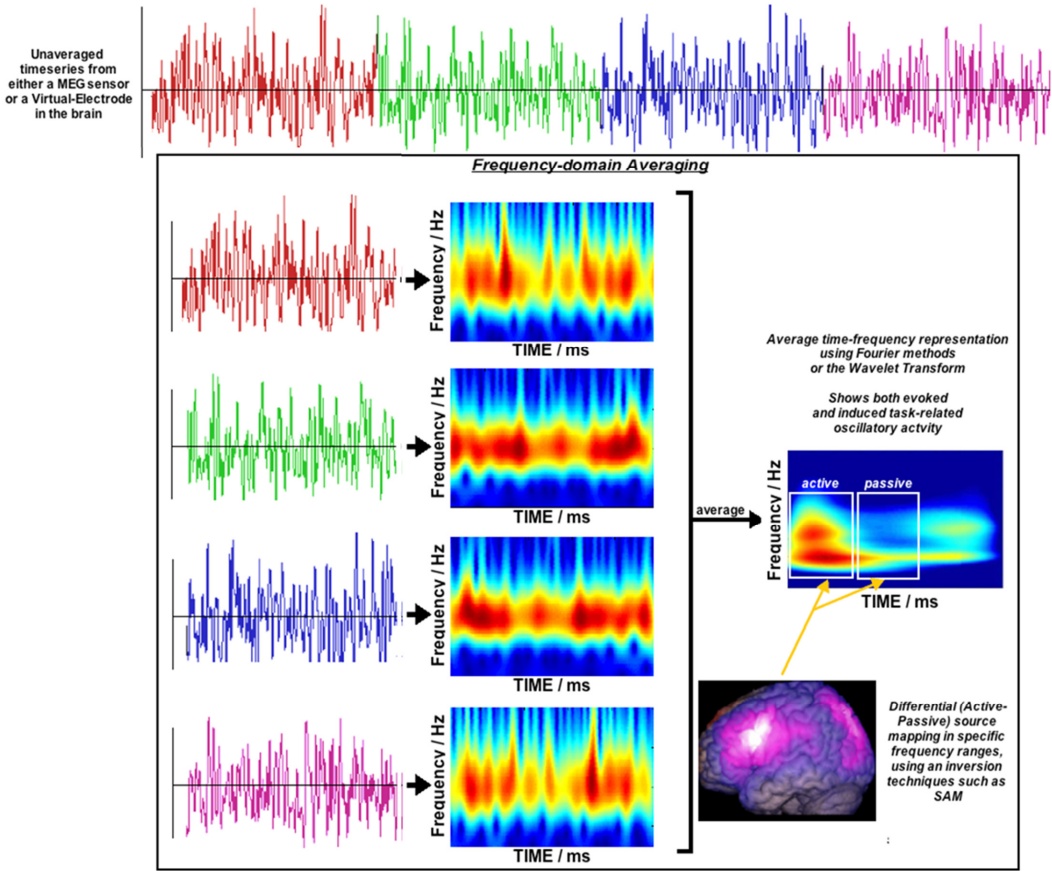 Unaveraged
timeseries from
either a MEG sensor
or a Virtual-Electrode
in the brain
Frequency-domain Averaging
Frequency / Hz
TIME / ms
Frequency / Hz
TIME / ms
Frequency / Hz
TIME / ms
Frequency / Hz
TIME / ms
average
Average time-frequency representation
using Fourier methods
or the Wavelet Transform
Shows both evoked
and induced task-related
oscillatory actvity
active
passive
Frequency / Hz
TIME / ms
Differential (Active-
Passive) source
mapping in specific
frequency ranges,
using an inversion
techniques such as
SAM
: